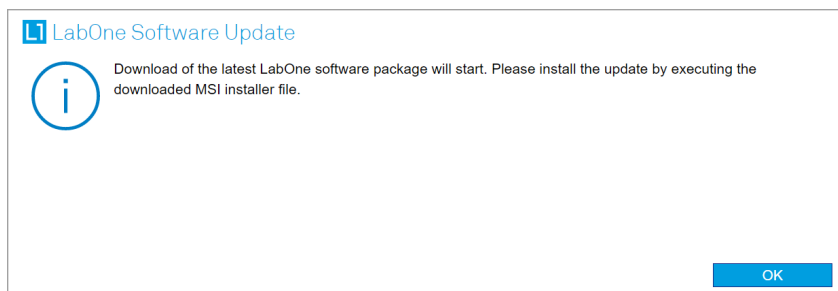 L1 LabOne Software Update
Download of the latest LabOne software package will start. Please install the update by executing the
downloaded MSI installer file.
OK